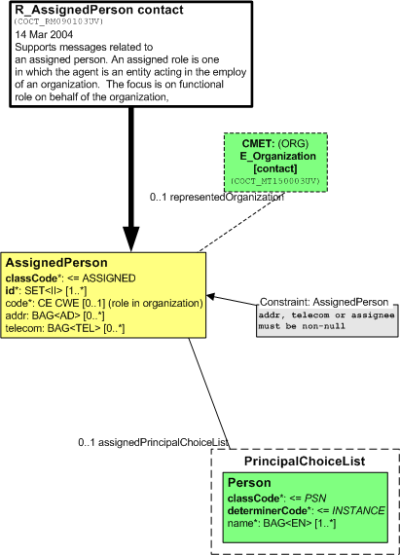 R_AssignedPerson contact
(COCT_RM090103UV)
14 Mar 2004
Supports messages related to
an assigned person. An assigned role is one
in which the agent is an entity acting in the employ
of an organization.  The focus is on functional
role on behalf of the organization,
CMET: (ORG)
E_Organization
[contact]
(COCT_MT150003UV)
0..1 representedOrganization
AssignedPerson
classCode*: <= ASSIGNED
id*: SET<II> [1..*]
code*: CE CWE [0..1] (role in organization)
addr: BAG<AD> [0..*]
telecom: BAG<TEL> [0..*]
Constraint: AssignedPerson
addr, telecom or assignee
must be non-null
0..1 assignedPrincipalChoiceList
PrincipalChoiceList
Person
classCode*: <= PSN
determinerCode*: <= INSTANCE
name*: BAG<EN> [1..*]